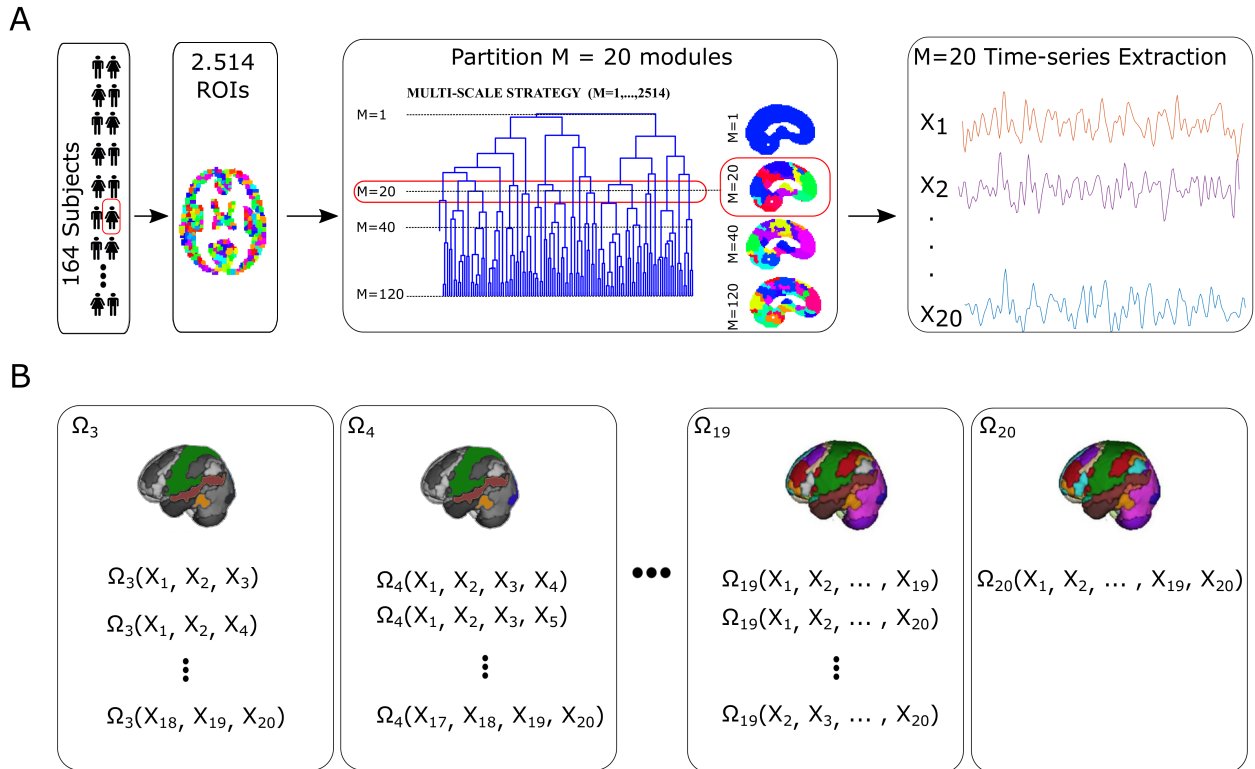 A
164 Subjects
2.514
ROIs
Partition M = 20 modules
MULTI-SCALE STRATEGY (M=1,...,2514)
M=1
M=20
M=40
M=120
M=1
M=20
M=40
M=120
M=20 Time-series Extraction
X1
X2
.
.
.
X20
B
Ω3
Ω3(X1, X2, X3)
Ω3(X1, X2, X4)
Ω3(X18, X19, X20)
Ω4
Ω4(X1, X2, X3, X4)
Ω4(X1, X2, X3, X5)
Ω4(X17, X18, X19, X20)
Ω19
Ω19(X1, X2, ... , X19)
Ω19(X1, X2, ... , X20)
Ω19(X2, X3, ... , X20)
Ω20
Ω20(X1, X2, ... , X19, X20)